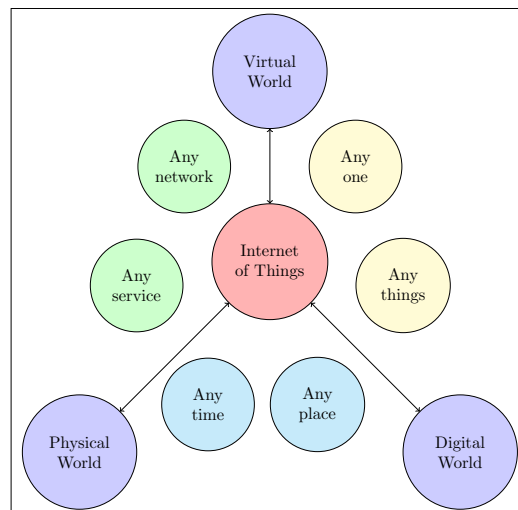 Virtual
World
Any
network
Any
one
Internet
of Things
Any
service
Any
things
Any
time
Any
place
Physical
World
Digital
World